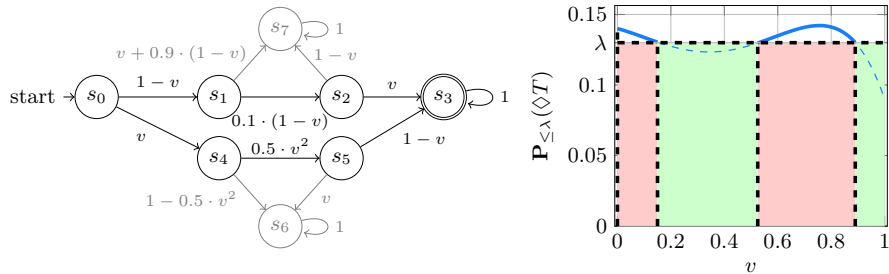 s₇
1
v + 0.9 · (1 − v)
1 − v
start
s₀
1 − v
s₁
0.1 · (1 − v)
s₂
v
s₃
1
v
s₄
0.5 · v²
s₅
1 − v
1 − 0.5 · v²
v
s₆
1
P≤λ(◇T)
0.15
λ
0.1
0.05
0
0 0.2 0.4 0.6 0.8 1
v